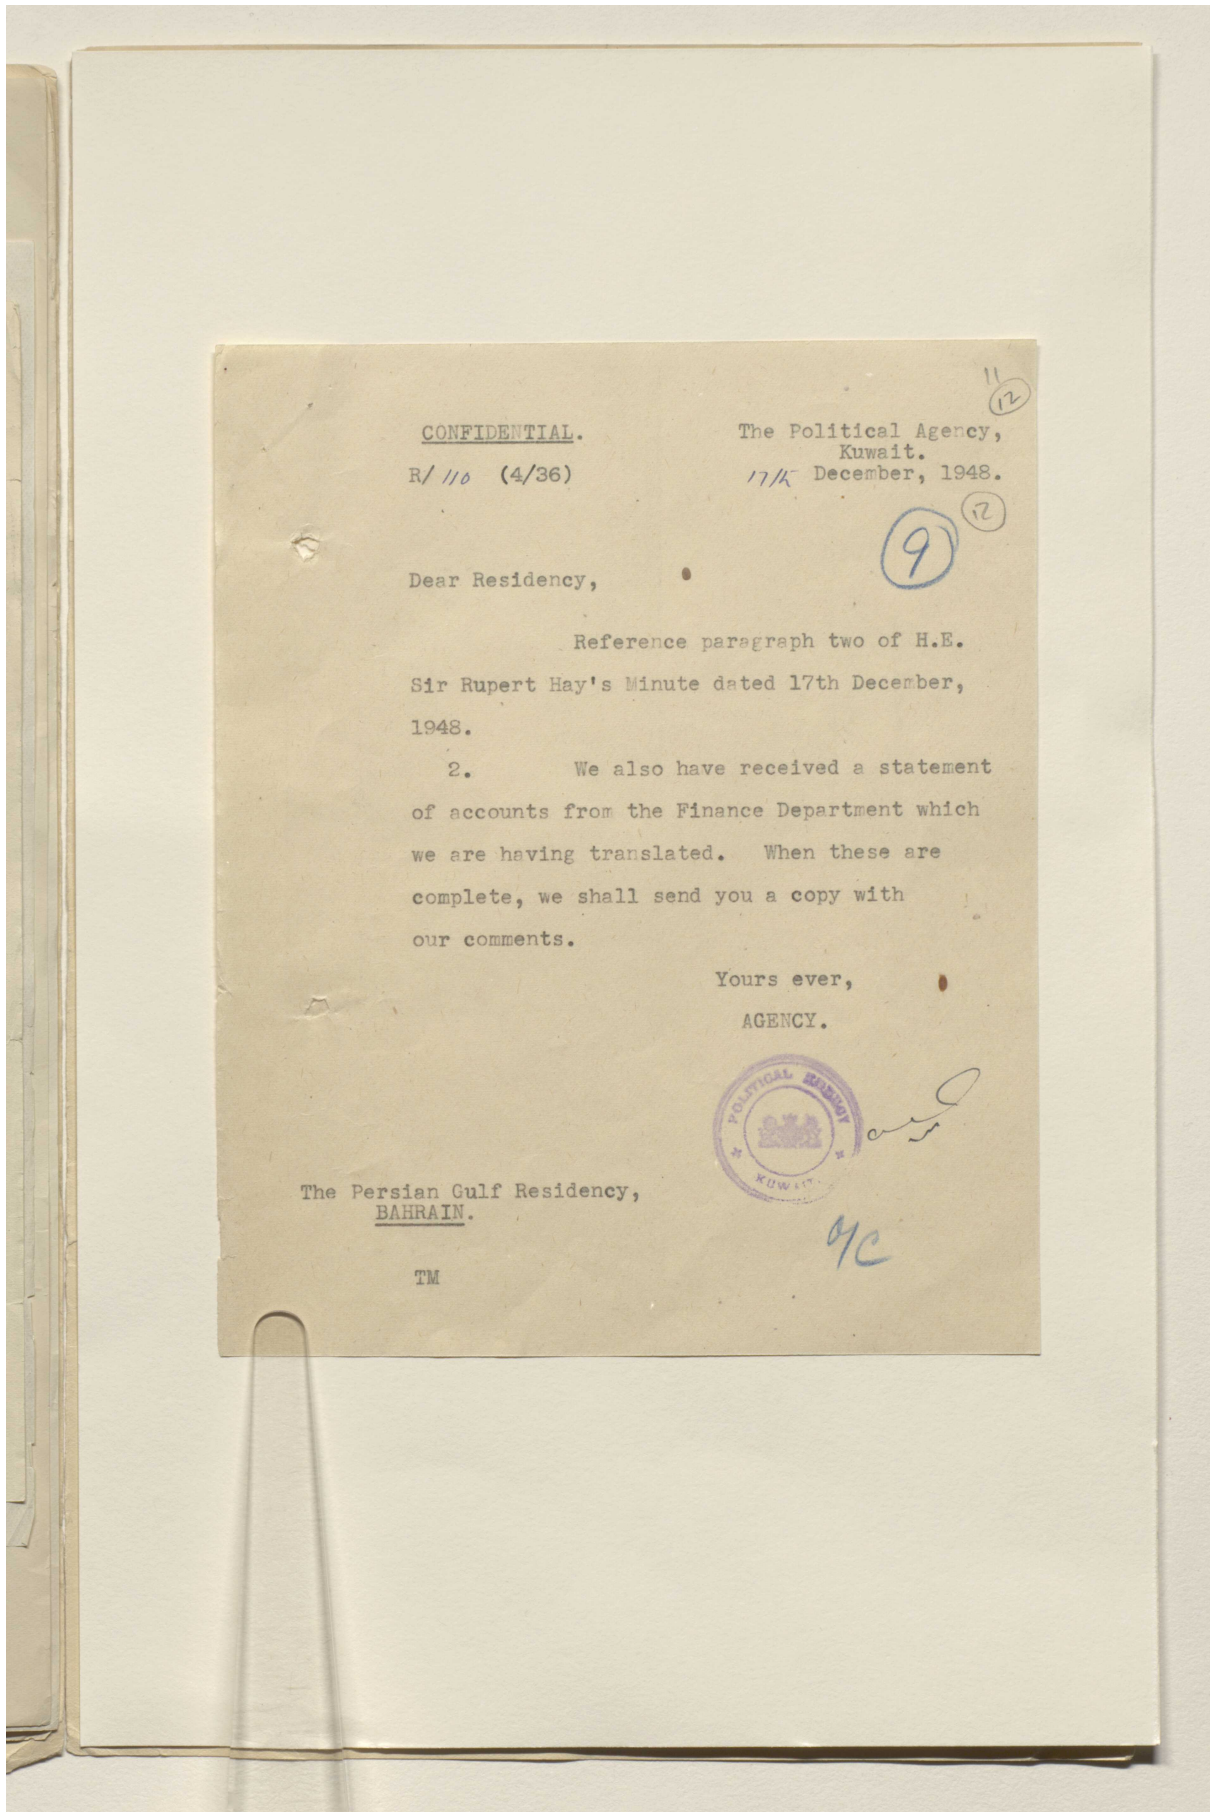 11
12
CONFIDENTIAL.
The Political Agency,
Kuwait.
R/ 110 (4/36)
17th December, 1948.
12
9
Dear Residency,
Reference paragraph two of H.E.
Sir Rupert Hay's Minute dated 17th December,
1948.
2. We also have received a statement
of accounts from the Finance Department which
we are having translated. When these are
complete, we shall send you a copy with
our comments.
Yours ever,
AGENCY.
POLITICAL AGENCY
KUWAIT.
The Persian Gulf Residency,
BAHRAIN.
O/C
TM